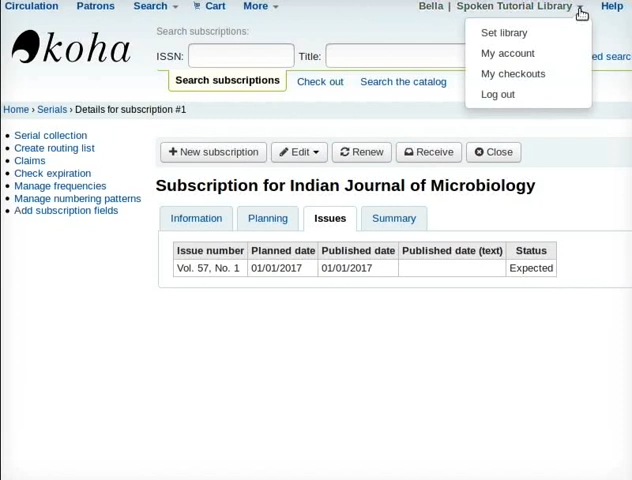 Circulation Patrons Search Cart More Bella | Spoken Tutorial Library Help
Set library
My account
My checkouts
Log out
koha
Search subscriptions:
ISSN: Title:
Search subscriptions Check out Search the catalog
Home › Serials › Details for subscription #1
Serial collection
Create routing list
Claims
Check expiration
Manage frequencies
Manage numbering patterns
Add subscription fields
+ New subscription Edit Renew Receive Close
Subscription for Indian Journal of Microbiology
Information Planning Issues Summary
Issue number Planned date Published date Published date (text) Status
Vol. 57, No. 1 01/01/2017 01/01/2017 Expected